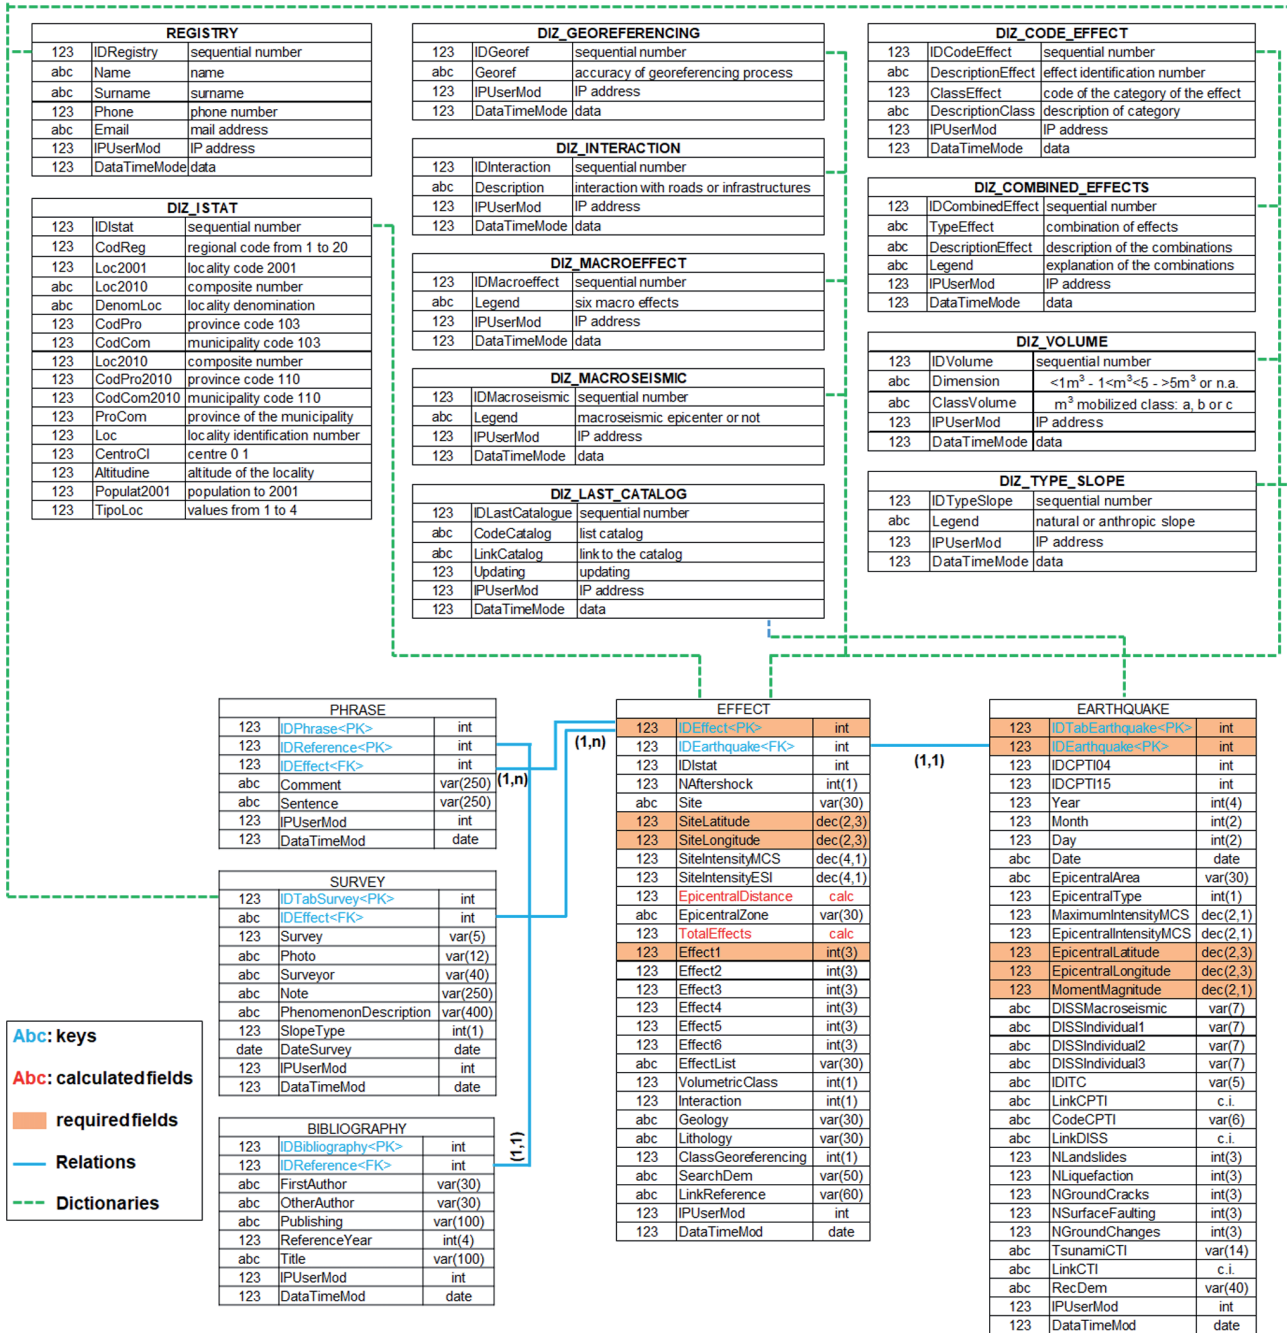 REGISTRY
123 IDRegistry sequential number
abc Name name
abc Surname surname
123 Phone phone number
abc Email mail address
123 IPUserMod IP address
123 DataTimeMode data
DIZ_ISTAT
123 IDIstat sequential number
123 CodReg regional code from 1 to 20
123 Loc2001 locality code 2001
abc Loc2010 composite number
abc DenomLoc locality denomination
123 CodPro province code 103
123 CodCom municipality code 103
123 Loc2010 composite number
123 CodPro2010 province code 110
123 CodCom2010 municipality code 110
123 ProCom province of the municipality
123 Loc locality identification number
123 CentroCl centre 0 1
123 Altitudine altitude of the locality
123 Populat2001 population to 2001
123 TipoLoc values from 1 to 4
DIZ_GEOREFERENCING
123 IDGeoref sequential number
abc Georef accuracy of georeferencing process
123 IPUserMod IP address
123 DataTimeMode data
DIZ_INTERACTION
123 IDInteraction sequential number
abc Description interaction with roads or infrastructures
123 IPUserMod IP address
123 DataTimeMode data
DIZ_MACROEFFECT
123 IDMacroeffect sequential number
abc Legend six macro effects
123 IPUserMod IP address
123 DataTimeMode data
DIZ_MACROSEISMIC
123 IDMacroseismic sequential number
abc Legend macroseismic epicenter or not
123 IPUserMod IP address
123 DataTimeMode data
DIZ_LAST_CATALOG
123 IDLastCatalogue sequential number
abc CodeCatalog list catalog
abc LinkCatalog link to the catalog
123 Updating updating
123 IPUserMod IP address
123 DataTimeMode data
DIZ_CODE_EFFECT
123 IDCodeEffect sequential number
abc DescriptionEffect effect identification number
123 ClassEffect code of the category of the effect
abc DescriptionClass description of category
123 IPUserMod IP address
123 DataTimeMode data
DIZ_COMBINED_EFFECTS
123 IDCombinedEffect sequential number
abc TypeEffect combination of effects
abc DescriptionEffect description of the combinations
abc Legend explanation of the combinations
123 IPUserMod IP address
123 DataTimeMode data
DIZ_VOLUME
123 IDVolume sequential number
abc Dimension <1m³ - 1<m³<5 - >5m³ or n.a.
abc ClassVolume m³ mobilized class: a, b or c
123 IPUserMod IP address
123 DataTimeMode data
DIZ_TYPE_SLOPE
123 IDTypeSlope sequential number
abc Legend natural or anthropic slope
123 IPUserMod IP address
123 DataTimeMode data
PHRASE
123 IDPhrase<PK> int
123 IDReference<PK> int
123 IDEffect<FK> int
abc Comment var(250)
abc Sentence var(250)
123 IPUserMod int
123 DataTimeMod date
(1,n)
SURVEY
123 IDTabSurvey<PK> int
abc IDEffect<FK> int
123 Survey var(5)
abc Photo var(12)
abc Surveyor var(40)
abc Note var(250)
abc PhenomenonDescription var(400)
123 SlopeType int(1)
date DateSurvey date
123 IPUserMod int
123 DataTimeMod date
BIBLIOGRAPHY
123 IDBibliography<PK> int
123 IDReference<FK> int
abc FirstAuthor var(30)
abc OtherAuthor var(30)
abc Publishing var(100)
123 ReferenceYear int(4)
abc Title var(100)
123 IPUserMod int
123 DataTimeMod date
(1,1)
(1,n)
EFFECT
123 IDEffect<PK> int
123 IDEarthquake<FK> int
123 IDIstat int
123 NAftershock int(1)
abc Site var(30)
123 SiteLatitude dec(2,3)
123 SiteLongitude dec(2,3)
123 SiteIntensityMCS dec(4,1)
123 SiteIntensityESI dec(4,1)
123 EpicentralDistance calc
abc EpicentralZone var(30)
123 TotalEffects calc
123 Effect1 int(3)
123 Effect2 int(3)
123 Effect3 int(3)
123 Effect4 int(3)
123 Effect5 int(3)
123 Effect6 int(3)
abc EffectList var(30)
123 VolumetricClass int(1)
123 Interaction int(1)
abc Geology var(30)
abc Lithology var(30)
123 ClassGeoreferencing int(1)
abc SearchDem var(50)
abc LinkReference var(60)
123 IPUserMod int
123 DataTimeMod date
(1,1)
EARTHQUAKE
123 IDTabEarthquake<PK> int
123 IDEarthquake<PK> int
123 IDCPTI04 int
123 IDCPTI15 int
123 Year int(4)
123 Month int(2)
123 Day int(2)
abc Date date
abc EpicentralArea var(30)
123 EpicentralType int(1)
123 MaximumIntensityMCS dec(2,1)
123 EpicentralIntensityMCS dec(2,1)
123 EpicentralLatitude dec(2,3)
123 EpicentralLongitude dec(2,3)
123 MomentMagnitude dec(2,1)
abc DISSMacroseismic var(7)
abc DISSIndividual1 var(7)
abc DISSIndividual2 var(7)
abc DISSIndividual3 var(7)
abc IDITC var(5)
abc LinkCPTI c.i.
abc CodeCPTI var(6)
abc LinkDISS c.i.
123 NLandslides int(3)
123 NLiquefaction int(3)
123 NGroundCracks int(3)
123 NSurfaceFaulting int(3)
123 NGroundChanges int(3)
abc TsunamiCTI var(14)
abc LinkCTI c.i.
abc RecDem var(40)
123 IPUserMod int
123 DataTimeMod date
Abc: keys
Abc: calculated fields
required fields
Relations
Dictionaries